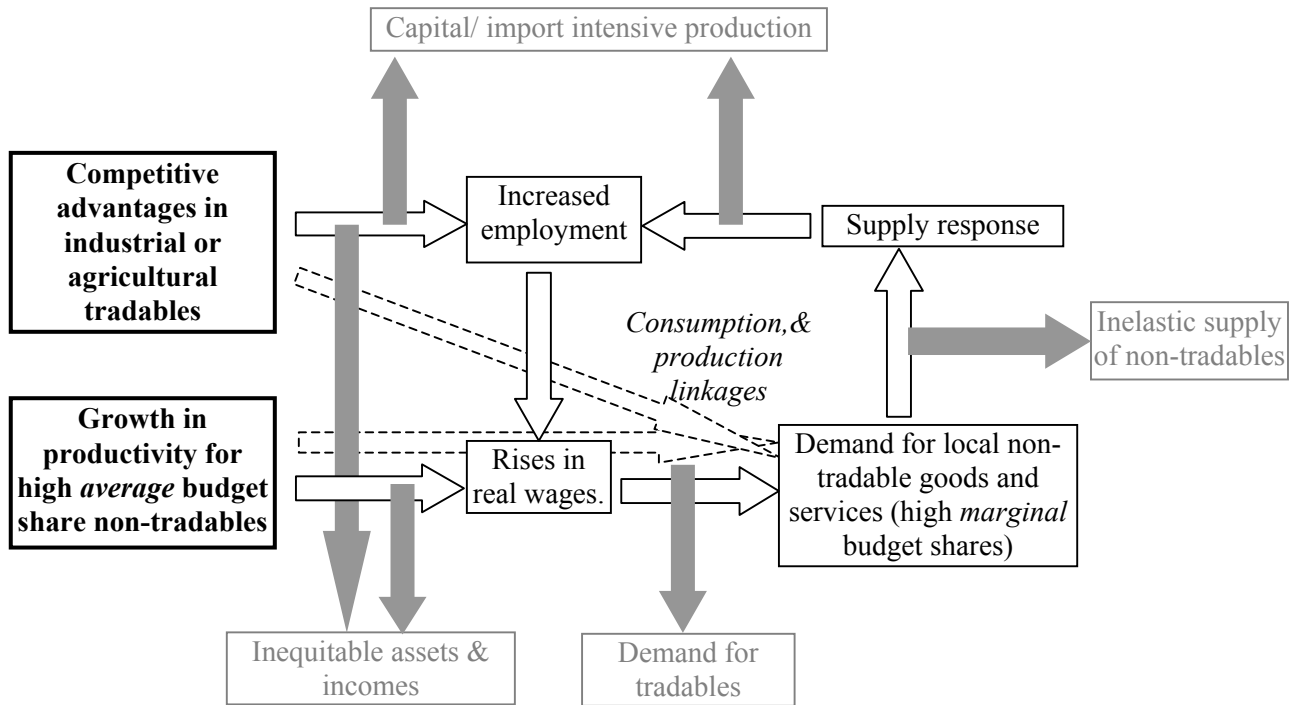 Capital/ import intensive production
Competitive
advantages in
industrial or
agricultural
tradables
Increased
employment
Supply response
Consumption,&
production
linkages
Inelastic supply
of non-tradables
Growth in
productivity for
high average budget
share non-tradables
Rises in
real wages.
Demand for local non-
tradable goods and
services (high marginal
budget shares)
Inequitable assets &
incomes
Demand for
tradables